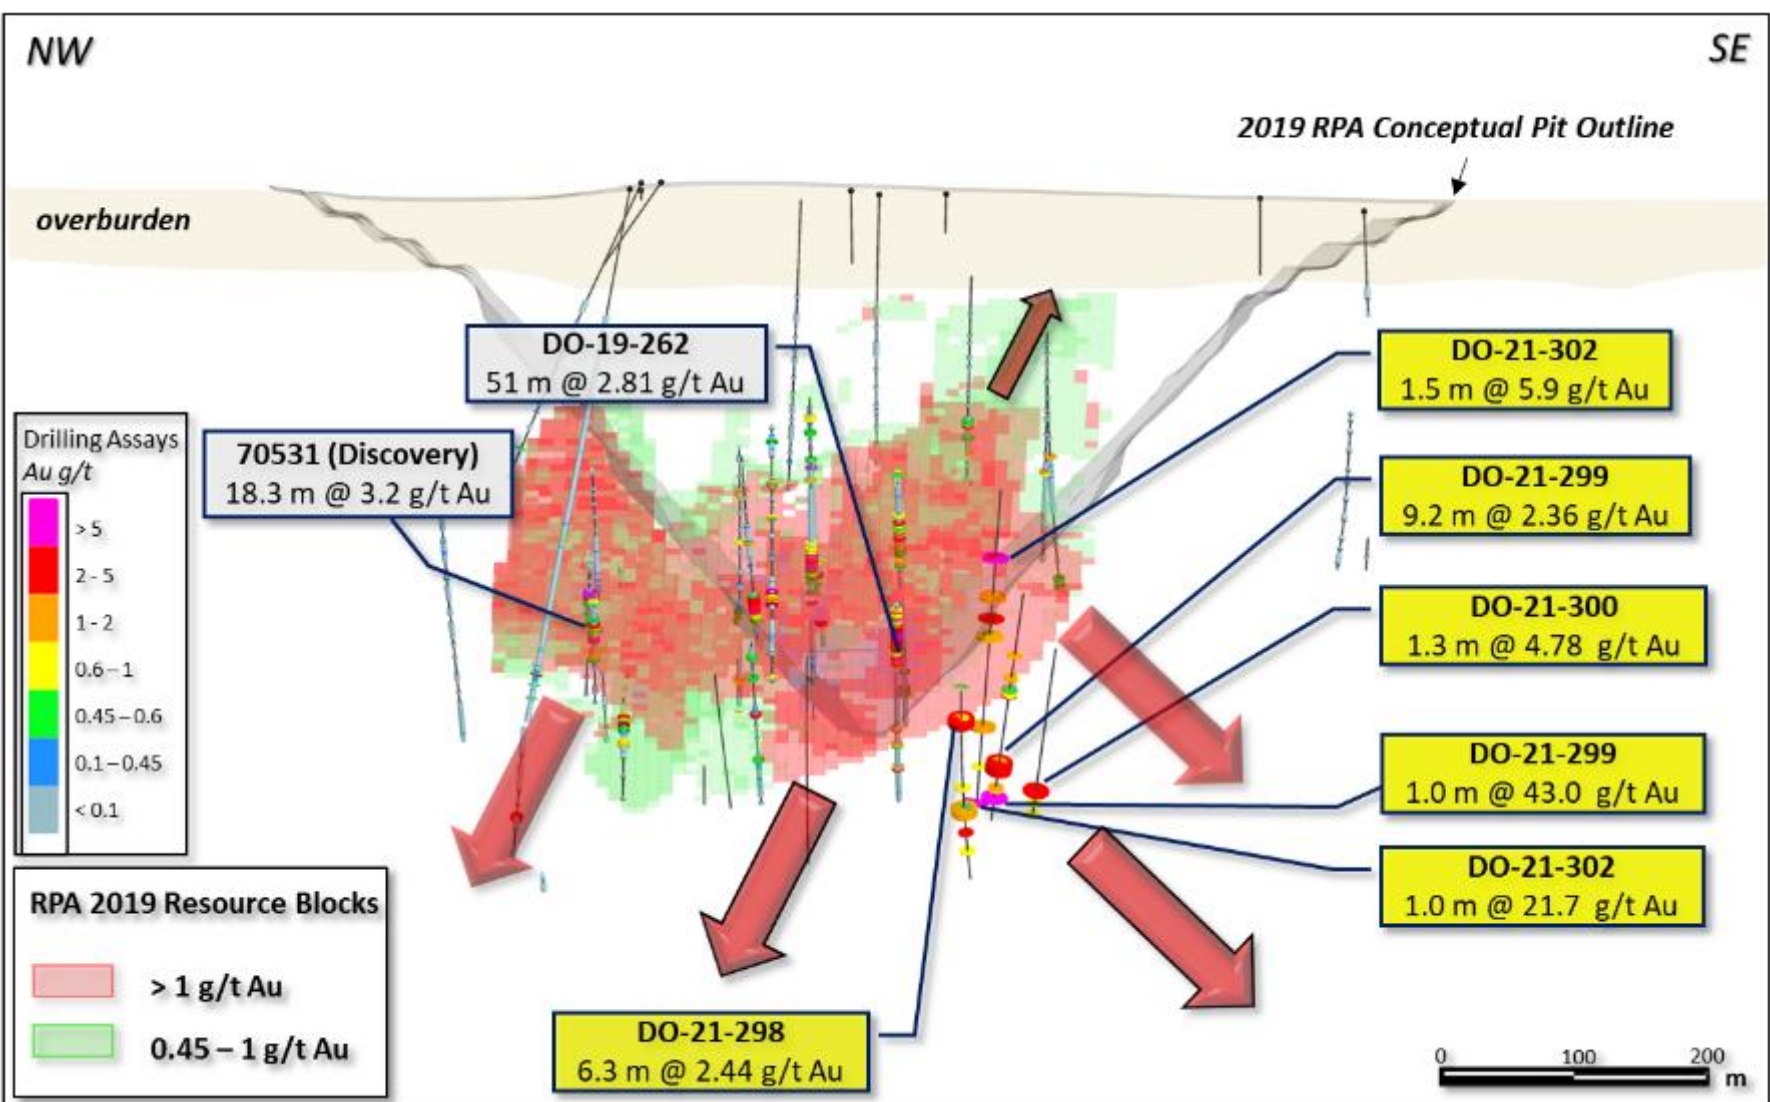 NW
SE
2019 RPA Conceptual Pit Outline
overburden
DO-19-262
51 m @ 2.81 g/t Au
70531 (Discovery)
18.3 m @ 3.2 g/t Au
DO-21-302
1.5 m @ 5.9 g/t Au
DO-21-299
9.2 m @ 2.36 g/t Au
DO-21-300
1.3 m @ 4.78 g/t Au
DO-21-299
1.0 m @ 43.0 g/t Au
DO-21-302
1.0 m @ 21.7 g/t Au
DO-21-298
6.3 m @ 2.44 g/t Au
Drilling Assays
Au g/t
> 5
2 - 5
1 - 2
0.6 – 1
0.45 – 0.6
0.1 – 0.45
< 0.1
RPA 2019 Resource Blocks
> 1 g/t Au
0.45 – 1 g/t Au
0 100 200
m